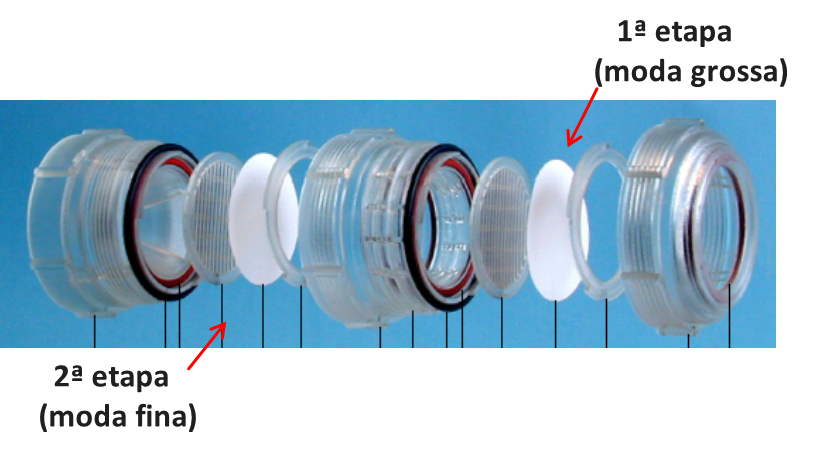 1ª etapa
(moda grossa)
2ª etapa
(moda fina)